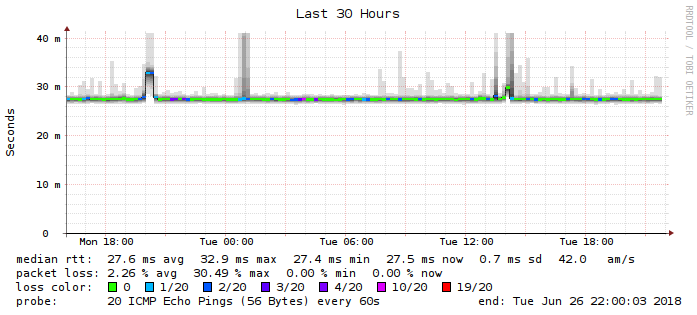 Last 30 Hours
RRDTOOL / TOBI OETIKER
Seconds
40 m
30 m
20 m
10 m
0
Mon 18:00 Tue 00:00 Tue 06:00 Tue 12:00 Tue 18:00
median rtt: 27.6 ms avg 32.9 ms max 27.4 ms min 27.5 ms now 0.7 ms sd 42.0 am/s
packet loss: 2.26 % avg 30.49 % max 0.00 % min 0.00 % now
loss color: 0 1/20 2/20 3/20 4/20 10/20 19/20
probe: 20 ICMP Echo Pings (56 Bytes) every 60s end: Tue Jun 26 22:00:03 2018